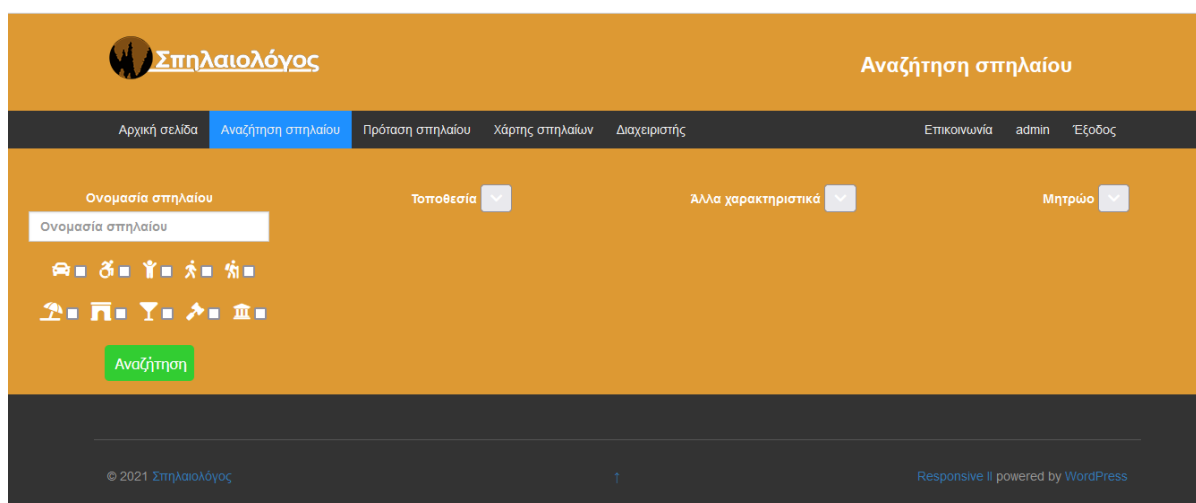 Σπηλαιολόγος
Αναζήτηση σπηλαίου
Αρχική σελίδα Αναζήτηση σπηλαίου Πρόταση σπηλαίου Χάρτης σπηλαίων Διαχειριστής Επικοινωνία admin Έξοδος
Ονομασία σπηλαίου Τοποθεσία Άλλα χαρακτηριστικά Μητρώο
Ονομασία σπηλαίου
Αναζήτηση
© 2021 Σπηλαιολόγος ↑ Responsive II powered by WordPress